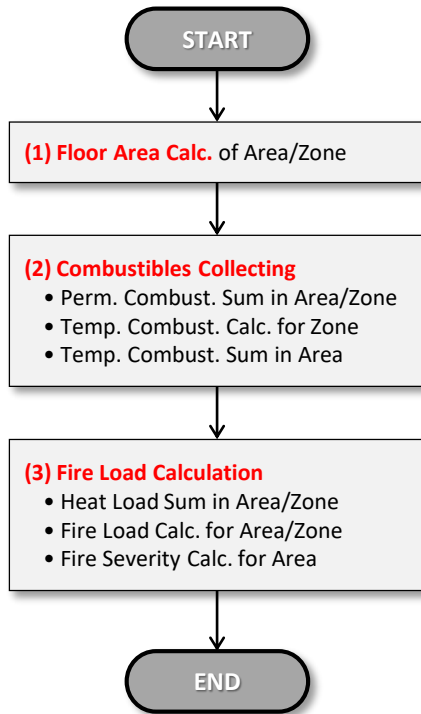 START
(1) Floor Area Calc. of Area/Zone
(2) Combustibles Collecting
• Perm. Combust. Sum in Area/Zone
• Temp. Combust. Calc. for Zone
• Temp. Combust. Sum in Area
(3) Fire Load Calculation
• Heat Load Sum in Area/Zone
• Fire Load Calc. for Area/Zone
• Fire Severity Calc. for Area
END